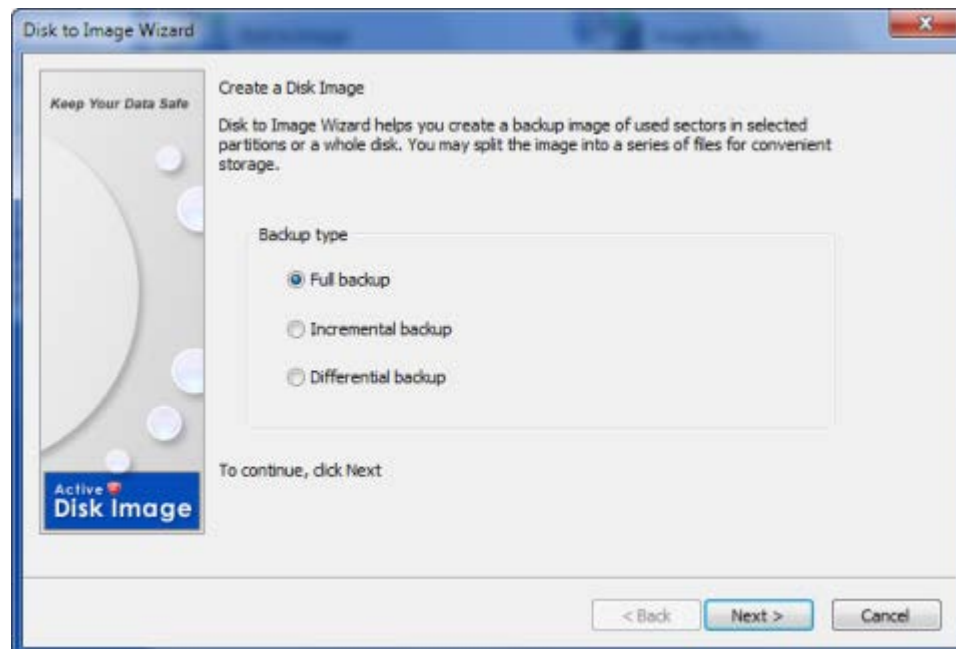 Disk to Image Wizard
Keep Your Data Safe
Create a Disk Image
Disk to Image Wizard helps you create a backup image of used sectors in selected
partitions or a whole disk. You may split the image into a series of files for convenient
storage.
Backup type
Full backup
Incremental backup
Differential backup
To continue, click Next
Active
Disk Image
< Back
Next >
Cancel